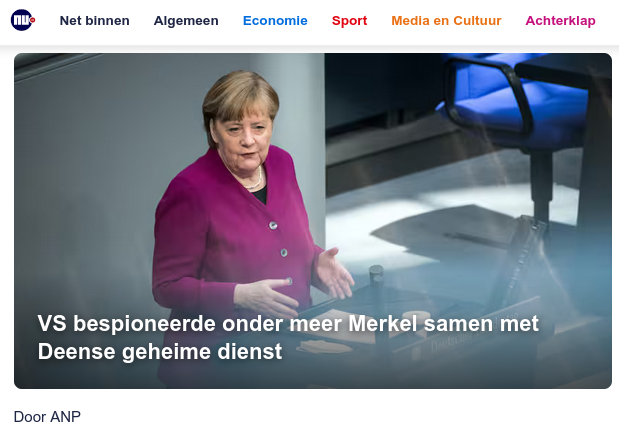 NU
Net binnen Algemeen Economie Sport Media en Cultuur Achterklap
VS bespioneerde onder meer Merkel samen met
Deense geheime dienst
Door ANP